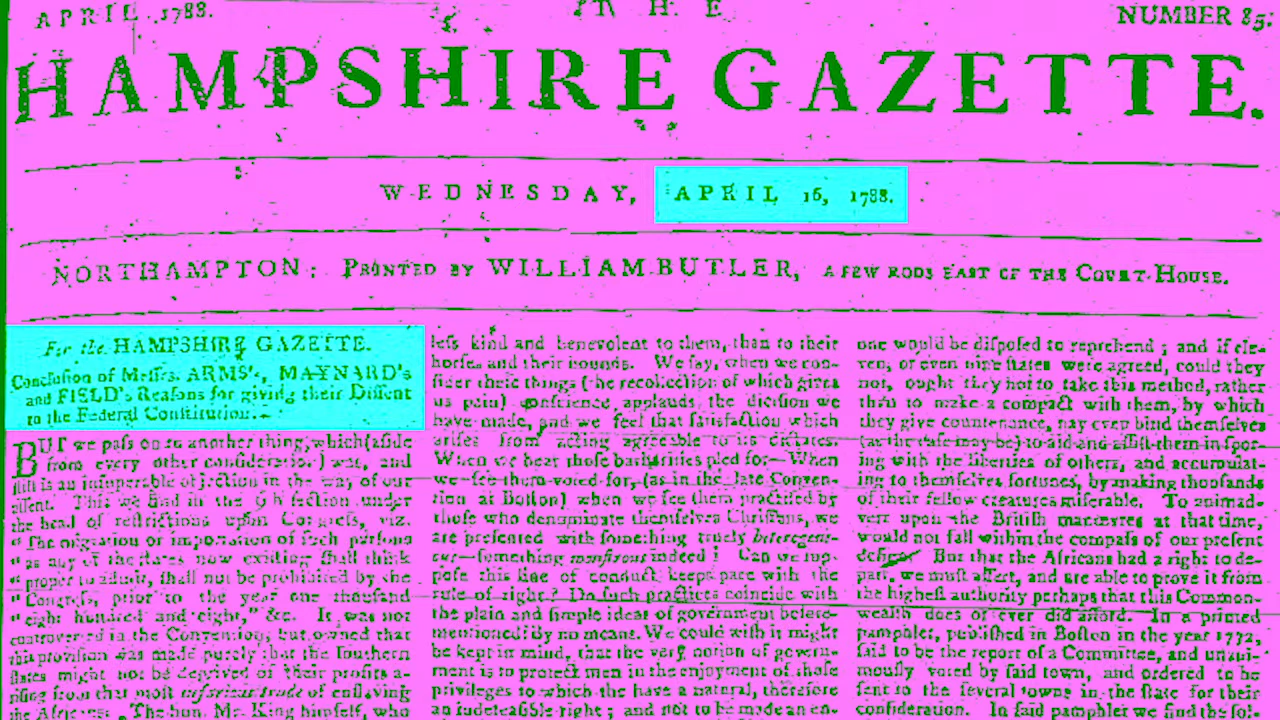 APRIL 1788.
THE
NUMBER 85.
HAMPSHIRE GAZETTE.
WEDNESDAY, APRIL 16, 1788.
NORTHAMPTON: PRINTED BY WILLIAM BUTLER, A FEW RODS EAST OF THE COURT-HOUSE.
For the HAMPSHIRE GAZETTE.
Conclusion of Messrs. ARMS's, MAYNARD's
and FIELD's Reasons for giving their Dissent
to the Federal Constitution.
BUT we pass on to another thing, which (aside
from every other consideration) was, and
still is an insuperable objection in the way of our
assent. This we find in the 9th section under
the head of restrictions upon Congress, viz.
"The migration or importation of such persons
"as any of the states now existing shall think
"proper to admit, shall not be prohibited by the
"Congress, prior to the year one thousand
"eight hundred and eight," &c. It was not
controverted in the Convention, but owned that
this provision was made purely that the southern
states might not be deprived of their profits a-
rising from that most nefarious trade of enslaving
the Africans. The hon. Mr. King himself, who
less kind and benevolent to them, than to their
horses and their hounds. We say, when we con-
sider these things (the recollection of which gives
us pain) conscience applauds the decision we
have made, and we feel that satisfaction which
arises from acting agreeable to its dictates.
When we hear those barbarities pled for—When
we see them voted for, (as in the late Conven-
tion at Boston) when we see them practised by
those who denominate themselves Christians, we
are presented with something truely heterogeni-
ous—something monstrous indeed! Can we sup-
pose this line of conduct keeps pace with the
rule of right? Do such practices coincide with
the plain and simple ideas of government before-
mentioned? By no means. We could wish it might
be kept in mind, that the very notion of govern-
ment is to protect men in the enjoyment of those
privileges to which the have a natural, therefore
an indefeasible right; and not to be made an en-
one would be disposed to reprehend; and if ele-
ven, or even nine states were agreed, could they
not, ought they not to take this method, rather
than to make a compact with them, by which
they give countenance, nay even bind themselves
(as the case may be) to aid and assist them in spor-
ing with the liberties of others, and accumulat-
ing to themselves fortunes, by making thousands
of their fellow creatures miserable. To animad-
vert upon the British manœvres at that time,
would not fall within the compass of our present
design. But that the Africans had a right to de-
part, we must assert, and are able to prove it from
the highest authority perhaps that this Common-
wealth does or ever did afford. In a printed
pamphlet, published in Boston in the year 1772,
said to be the report of a Committee, and unani-
mously voted by said town, and ordered to be
sent to the several towns in the state for their
consideration. In said pamphlet we find the fol-